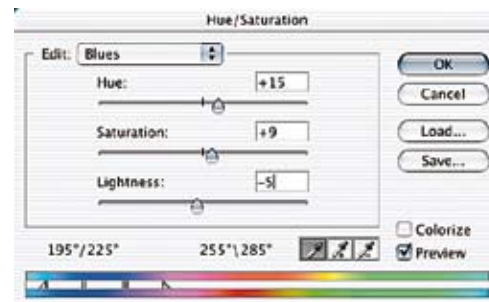 Hue/Saturation
Edit: Blues
Hue: +15
Saturation: +9
Lightness: -5
195°/225° 255°\285°
OK
Cancel
Load...
Save...
Colorize
Preview